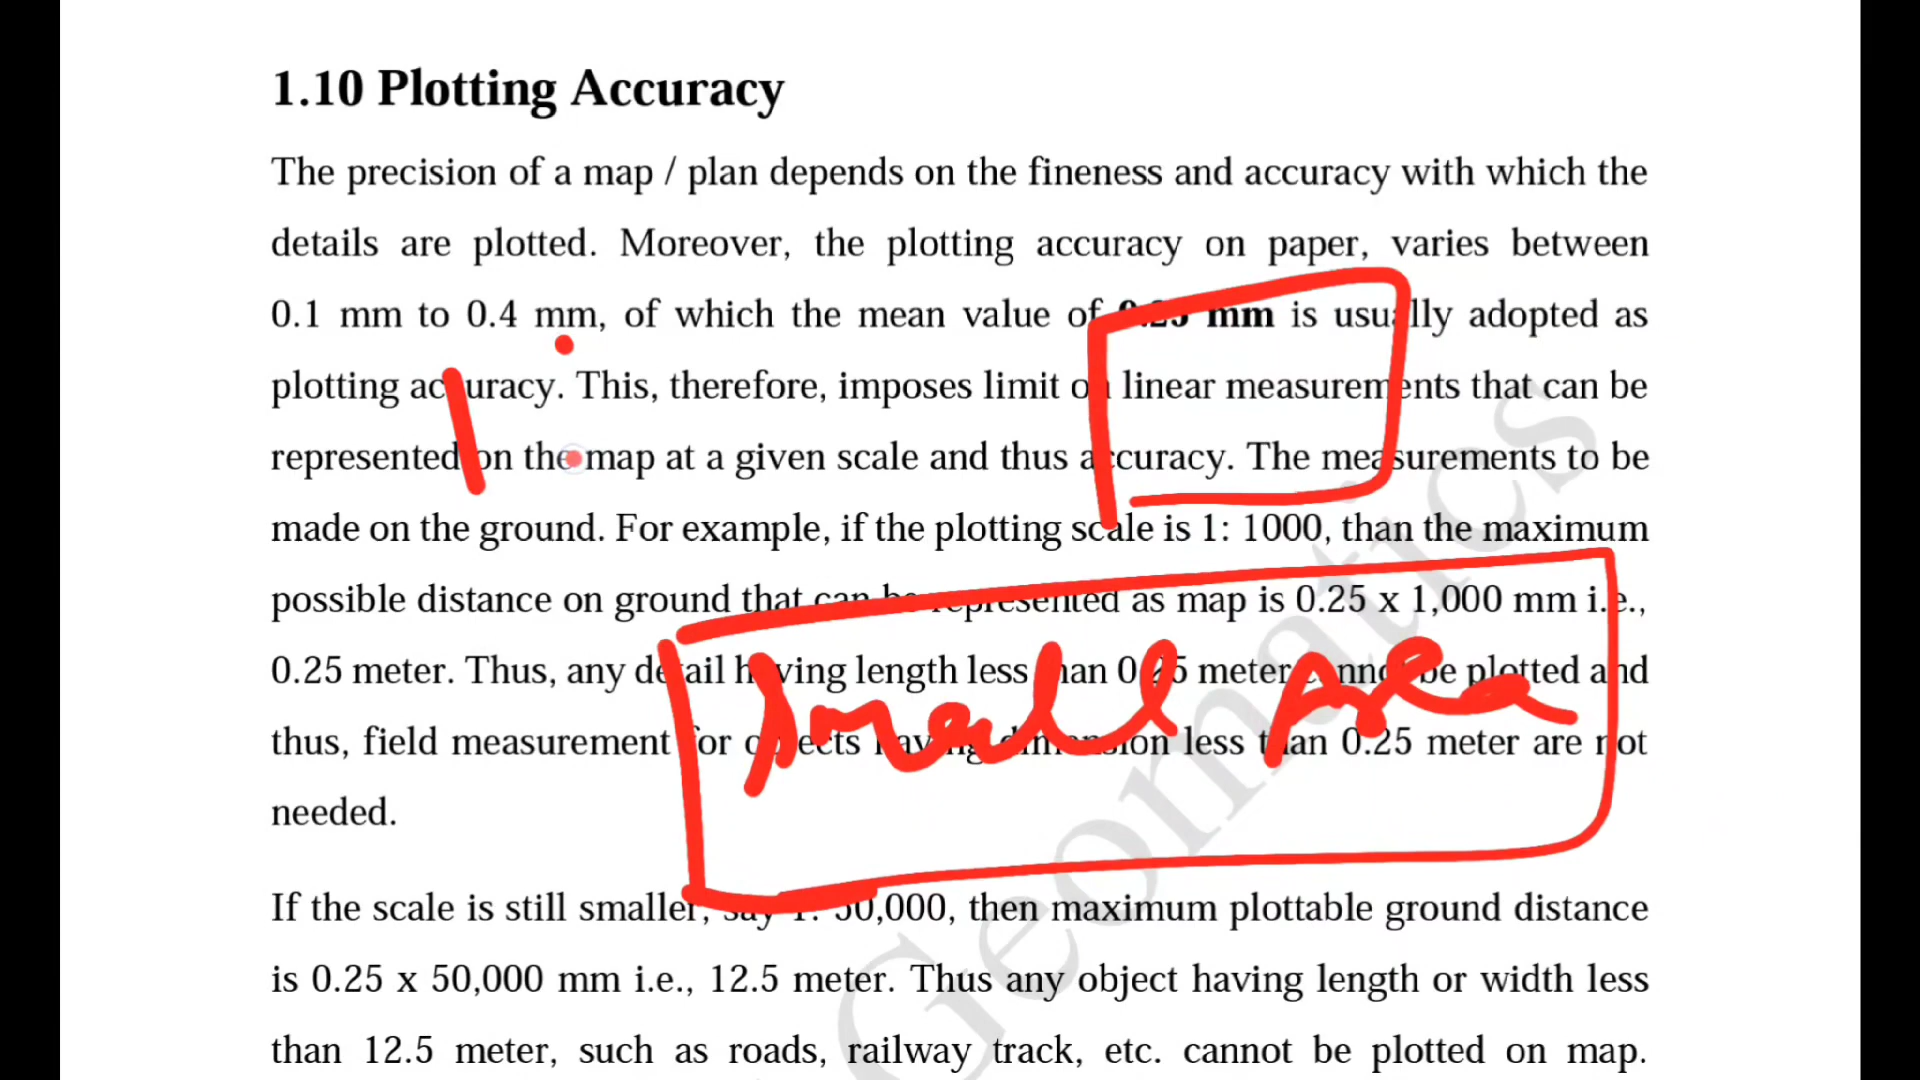 1.10 Plotting Accuracy
The precision of a map / plan depends on the fineness and accuracy with which the
details are plotted. Moreover, the plotting accuracy on paper, varies between
0.1 mm to 0.4 mm, of which the mean value of 0.25 mm is usually adopted as
plotting accuracy. This, therefore, imposes limit on linear measurements that can be
represented on the map at a given scale and thus accuracy. The measurements to be
made on the ground. For example, if the plotting scale is 1: 1000, than the maximum
possible distance on ground that can be represented as map is 0.25 x 1,000 mm i.e.,
0.25 meter. Thus, any detail having length less than 0.25 meter cannot be plotted and
thus, field measurement for objects having dimension less than 0.25 meter are not
needed.
Small Area
If the scale is still smaller, say 1: 50,000, then maximum plottable ground distance
is 0.25 x 50,000 mm i.e., 12.5 meter. Thus any object having length or width less
than 12.5 meter, such as roads, railway track, etc. cannot be plotted on map.
Geomatics